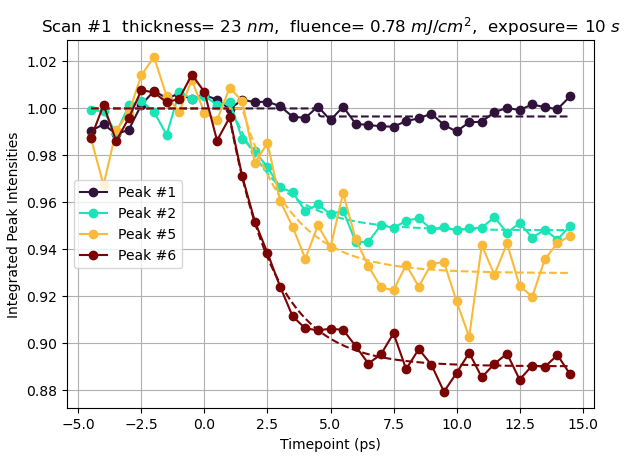 Scan #1 thickness= 23 nm, fluence= 0.78 mJ/cm², exposure= 10 s
Integrated Peak Intensities
1.02
1.00
0.98
0.96
0.94
0.92
0.90
0.88
Peak #1
Peak #2
Peak #5
Peak #6
−5.0 −2.5 0.0 2.5 5.0 7.5 10.0 12.5 15.0
Timepoint (ps)